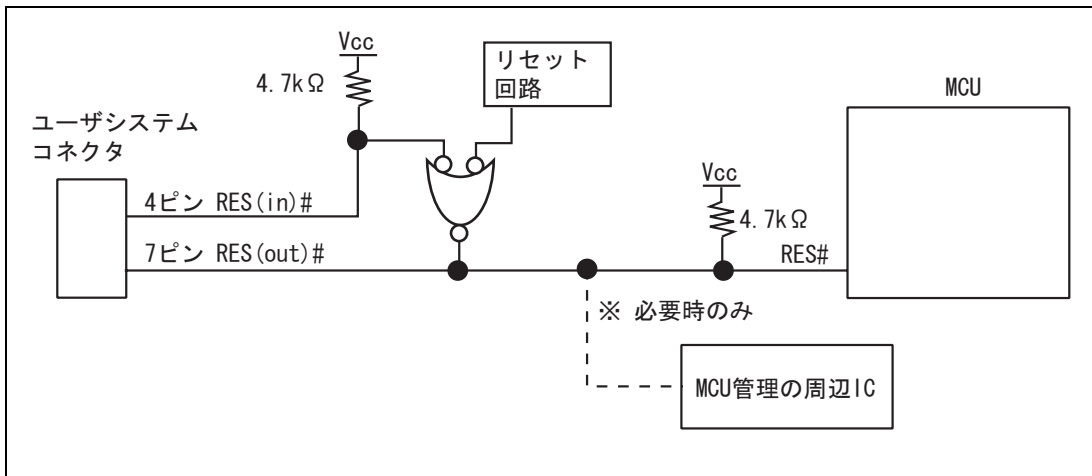 Vcc
4.7kΩ
リセット
回路
MCU
ユーザシステム
コネクタ
4ピン RES(in)#
7ピン RES(out)#
Vcc
4.7kΩ
RES#
※ 必要時のみ
MCU管理の周辺IC